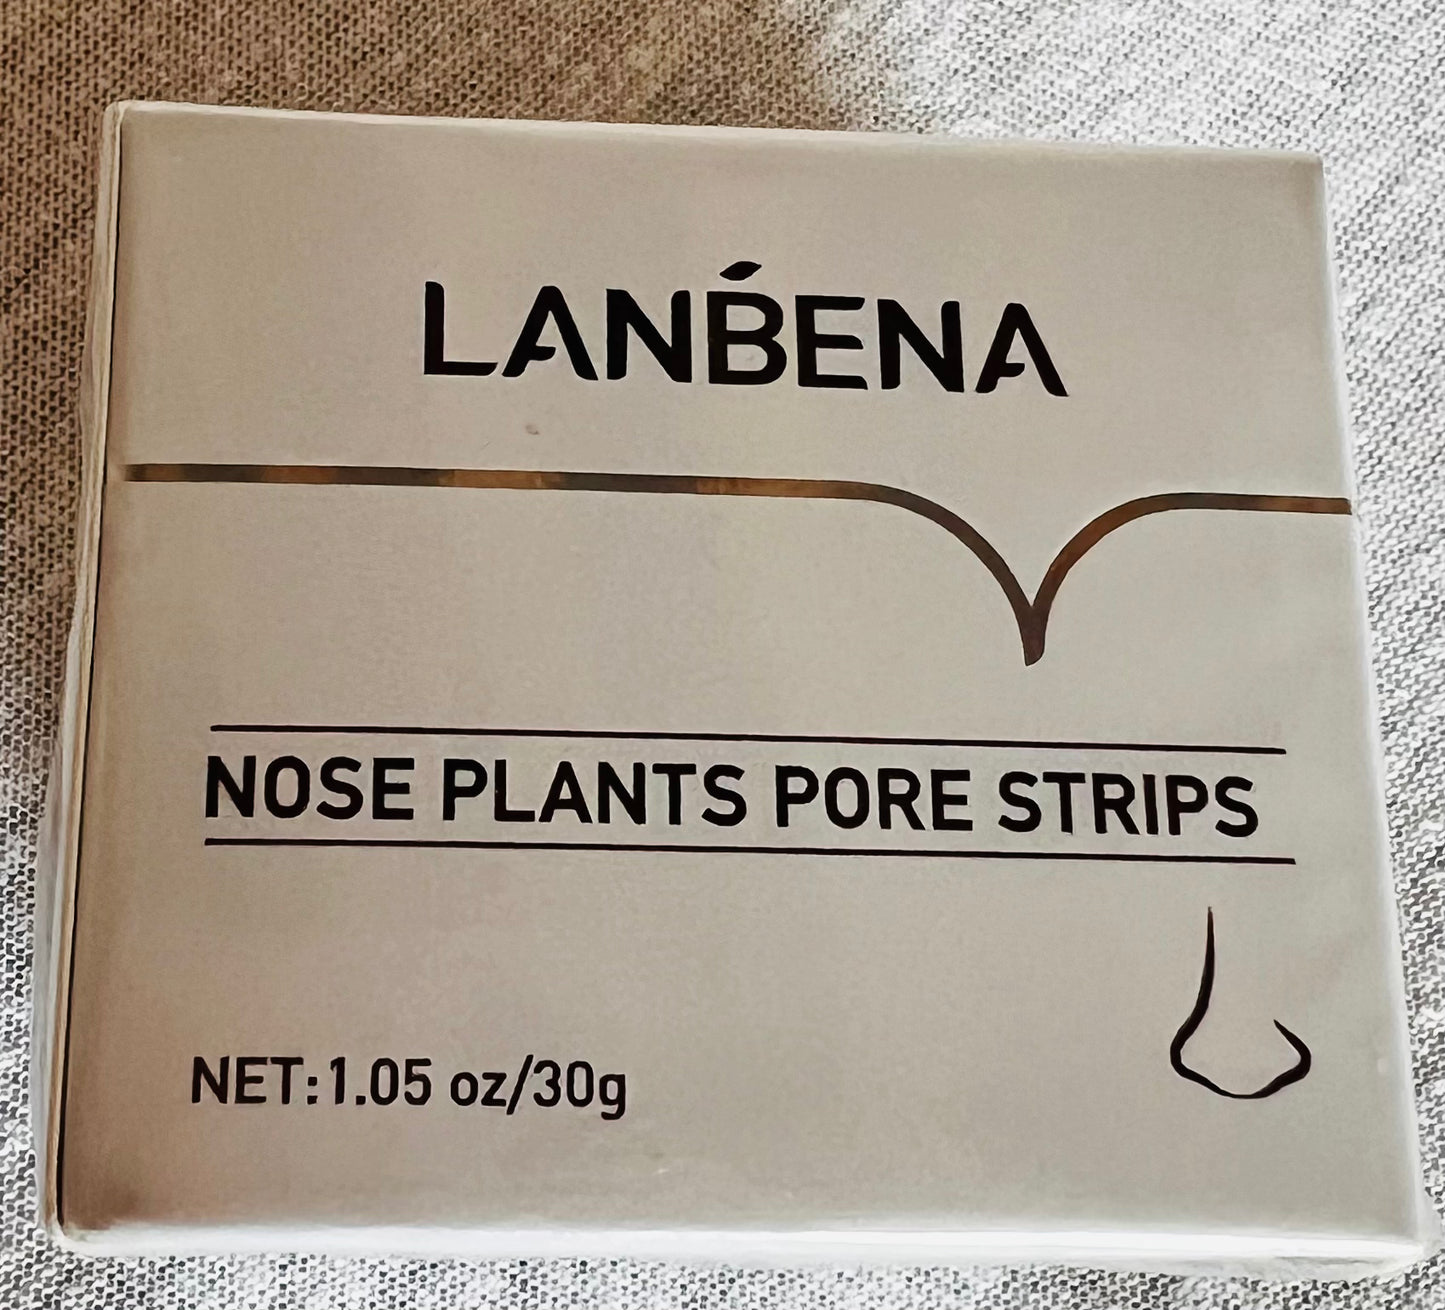 LANBENA
NOSE PLANTS PORE STRIPS
NET:1.05 oz/30g